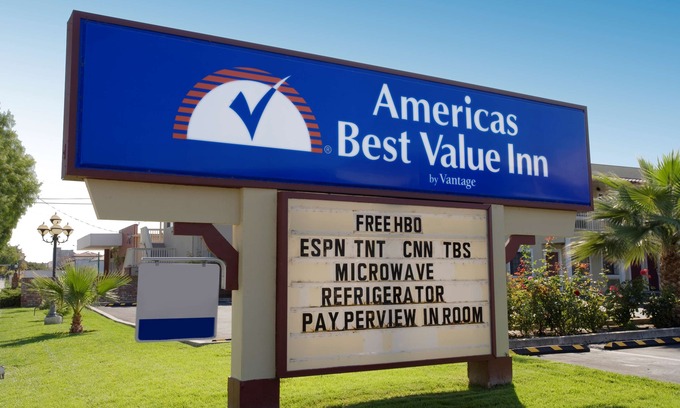 Americas
Best Value Inn
by Vantage
®
FREE HBO
ESPN TNT CNN TBS
MICROWAVE
REFRIGERATOR
PAY PERVIEW IN ROOM